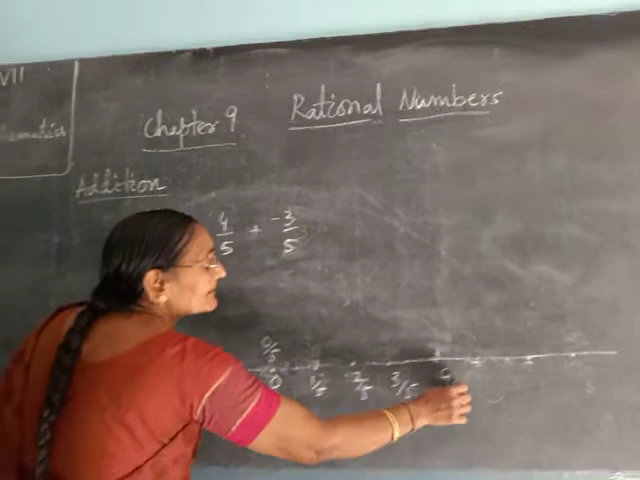 VII
Chapter 9 Rational Numbers
Addition
4/5 + -3/5
0/5
0 1/5 2/5 3/5